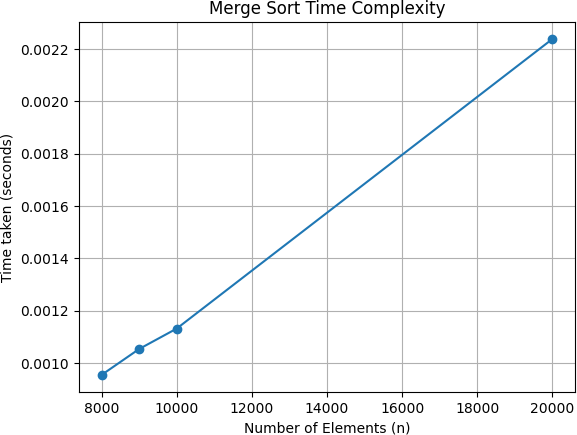 Merge Sort Time Complexity
Time taken (seconds)
0.0022
0.0020
0.0018
0.0016
0.0014
0.0012
0.0010
8000 10000 12000 14000 16000 18000 20000
Number of Elements (n)